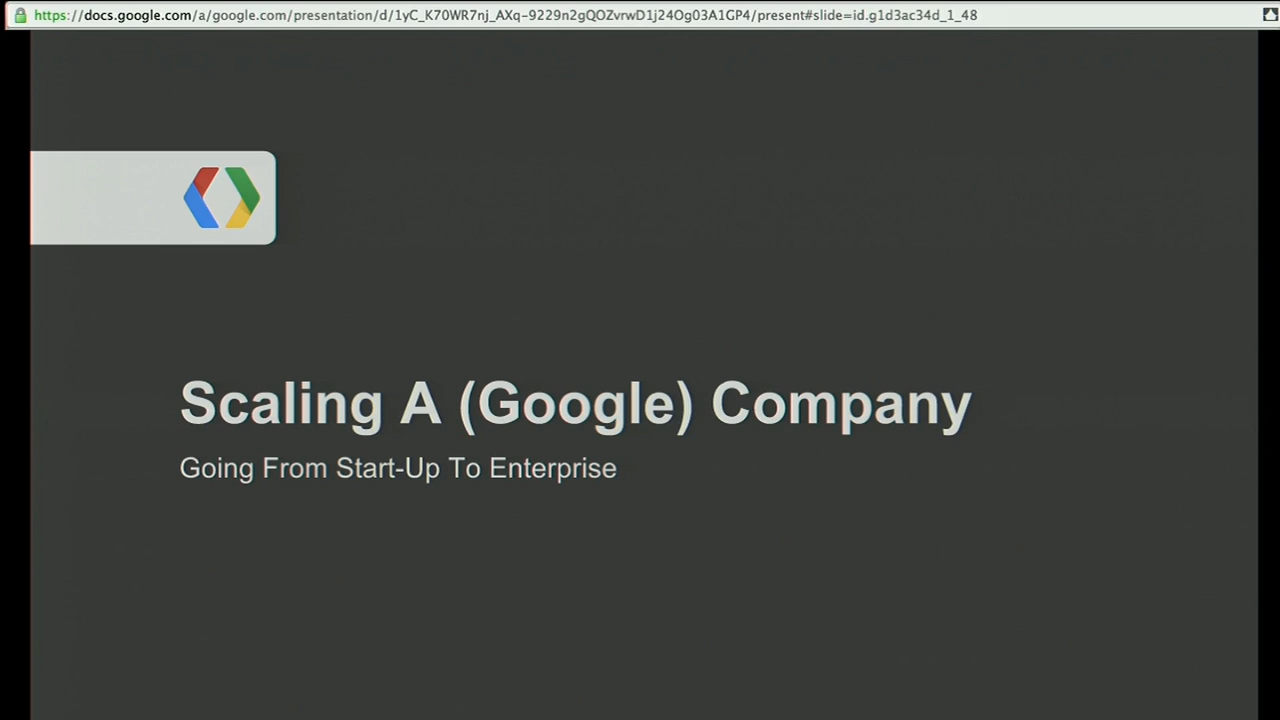 https://docs.google.com/a/google.com/presentation/d/1yC_K70WR7nj_AXq-9229n2gQOZvrwD1j24Og03A1GP4/present#slide=id.g1d3ac34d_1_48
Scaling A (Google) Company
Going From Start-Up To Enterprise